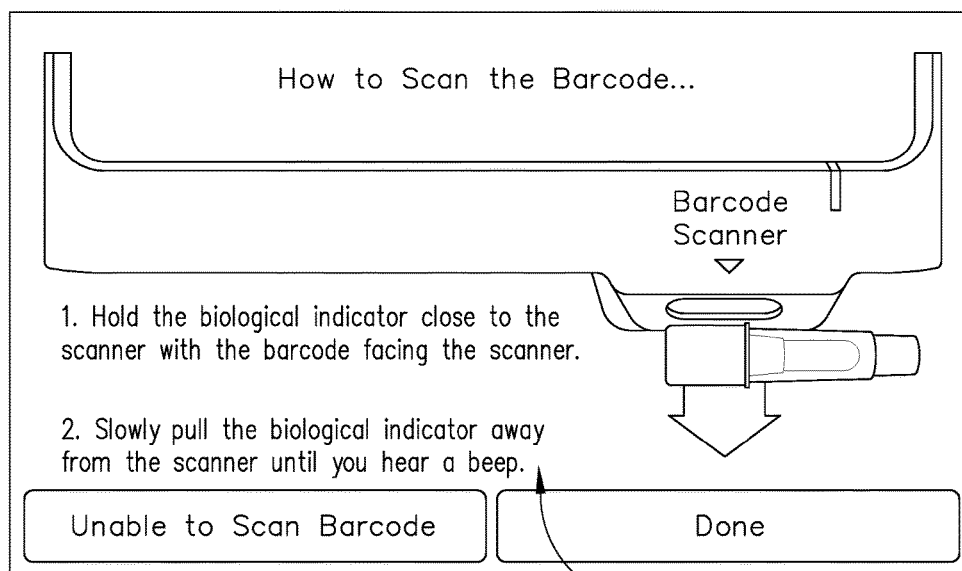 How to Scan the Barcode...
Barcode
Scanner
1. Hold the biological indicator close to the
scanner with the barcode facing the scanner.
2. Slowly pull the biological indicator away
from the scanner until you hear a beep.
Unable to Scan Barcode
Done